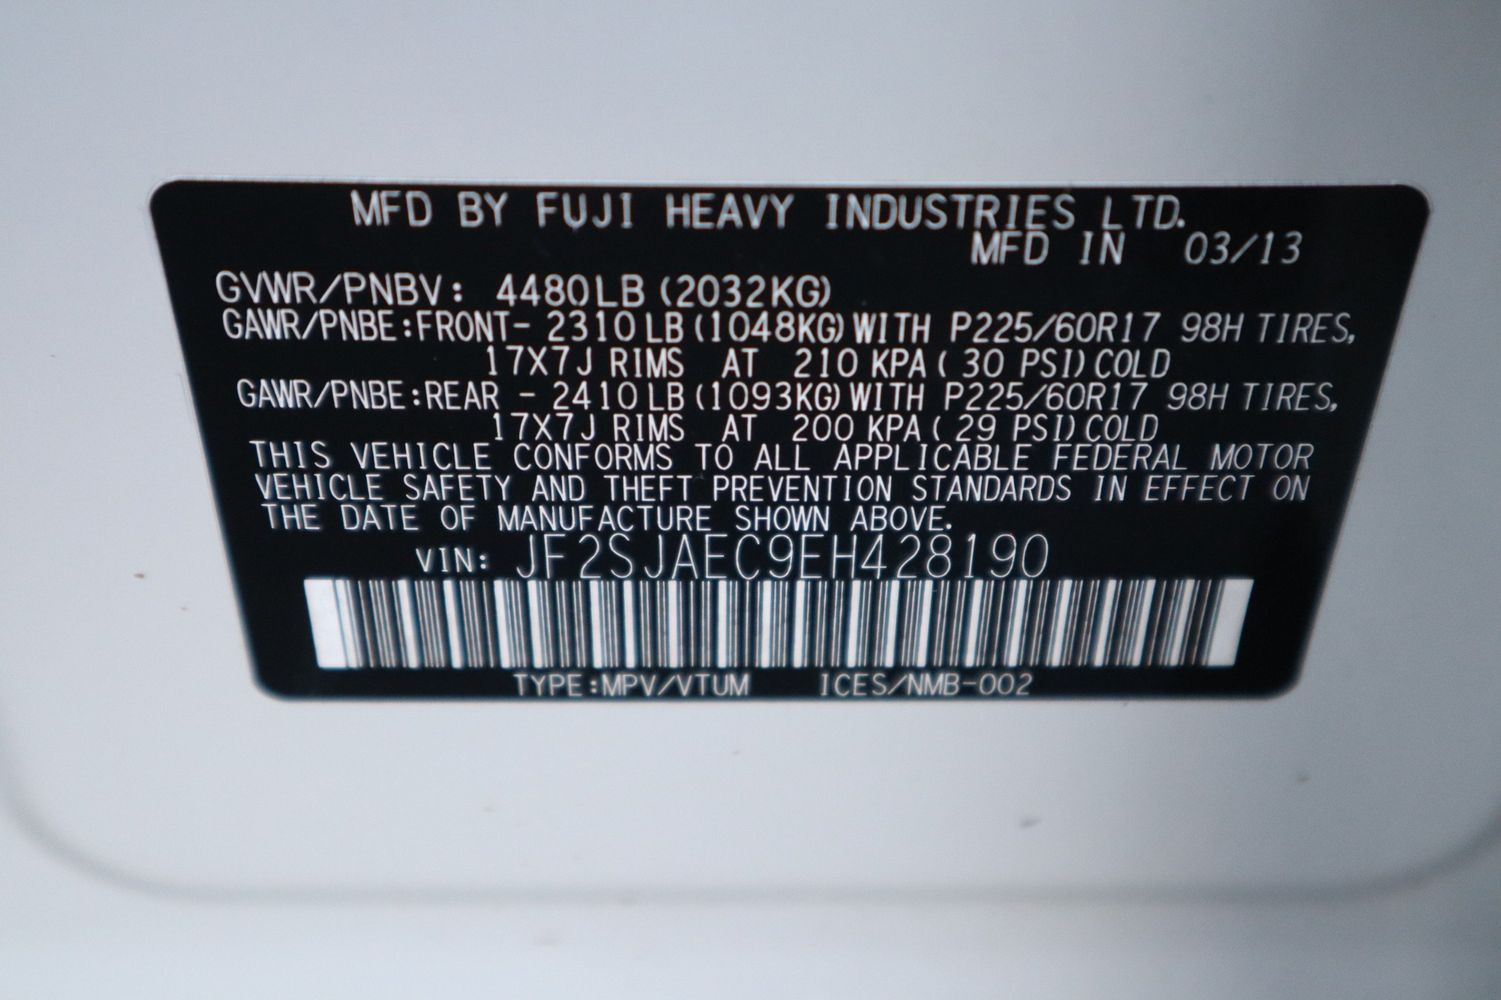 MFD BY FUJI HEAVY INDUSTRIES LTD.
MFD IN 03/13
GVWR/PNBV: 4480LB (2032KG)
GAWR/PNBE:FRONT- 2310LB (1048KG) WITH P225/60R17 98H TIRES,
17X7J RIMS AT 210 KPA ( 30 PSI) COLD
GAWR/PNBE:REAR - 2410LB (1093KG) WITH P225/60R17 98H TIRES,
17X7J RIMS AT 200 KPA ( 29 PSI) COLD
THIS VEHICLE CONFORMS TO ALL APPLICABLE FEDERAL MOTOR
VEHICLE SAFETY AND THEFT PREVENTION STANDARDS IN EFFECT ON
THE DATE OF MANUFACTURE SHOWN ABOVE.
VIN: JF2SJAEC9EH428190
TYPE:MPV/VTUM ICES/NMB-002